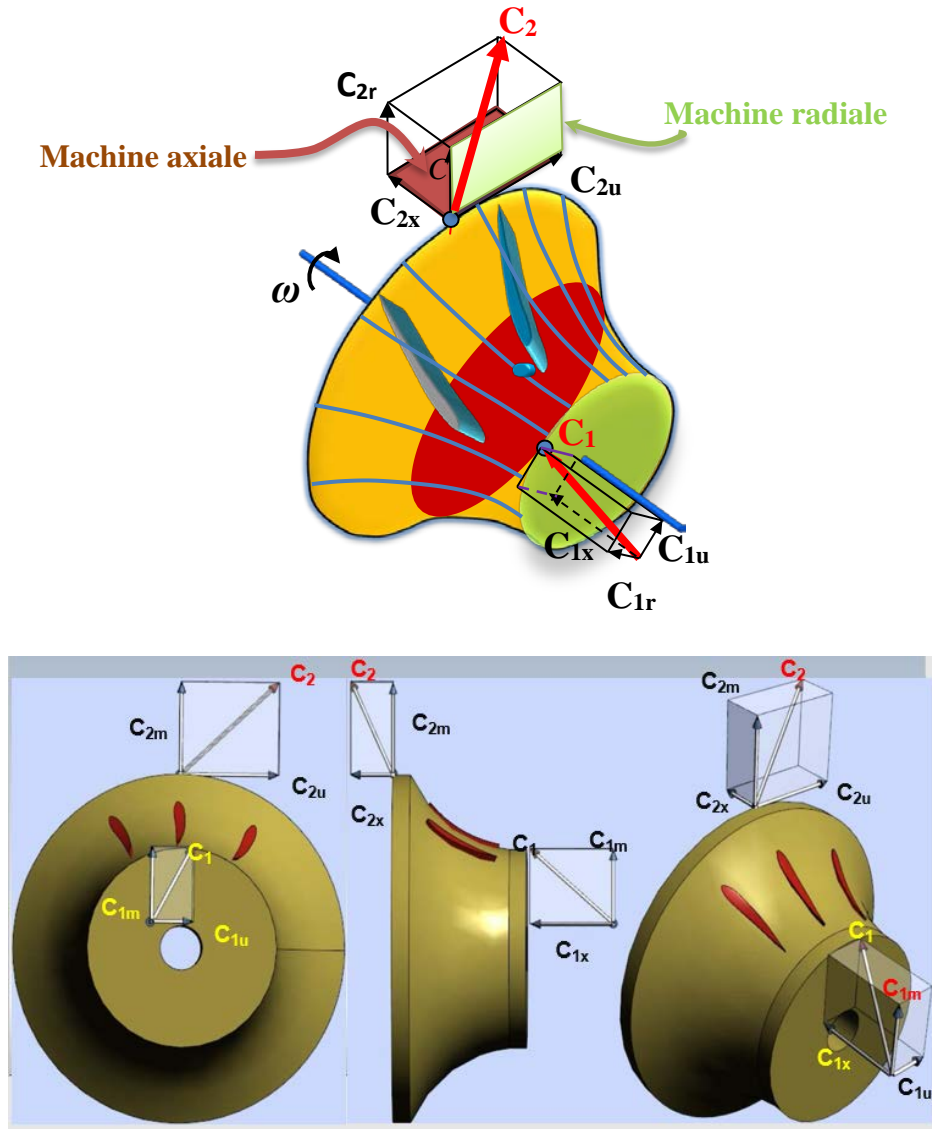 C2
C2r
Machine radiale
Machine axiale
C
C2x
C2u
ω
C1
C1x
C1u
C1r
C2
C2m
C2u
C1
C1m
C1u
C2
C2m
C2x
C1
C1m
C1x
C2m
C2
C2x
C2u
C1
C1m
C1x
C1u